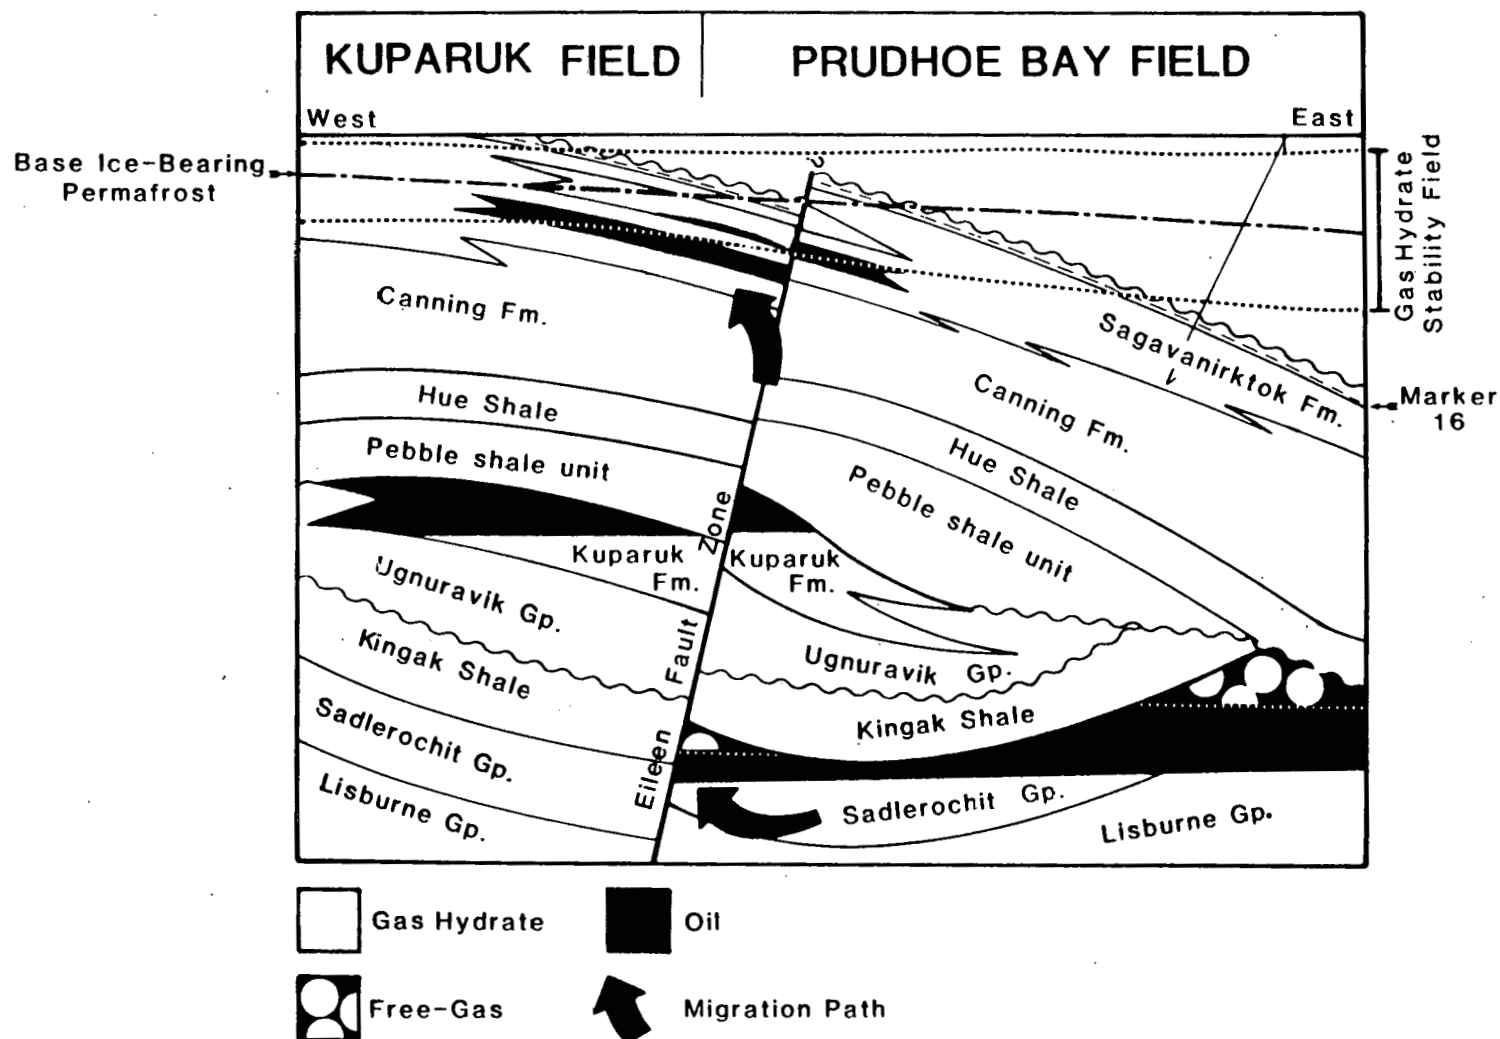 KUPARUK FIELD
PRUDHOE BAY FIELD
West
East
Base Ice-Bearing
Permafrost
?
Gas Hydrate
Stability Field
Canning Fm.
Sagavanirktok Fm.
Marker
16
Hue Shale
Canning Fm.
Pebble shale unit
Hue Shale
Pebble shale unit
Kuparuk
Fm.
Kuparuk
Fm.
Ugnuravik Gp.
Ugnuravik Gp.
Kingak Shale
Kingak Shale
Sadlerochit Gp.
Sadlerochit Gp.
Lisburne Gp.
Lisburne Gp.
Eileen Fault Zone
Gas Hydrate
Oil
Free-Gas
Migration Path